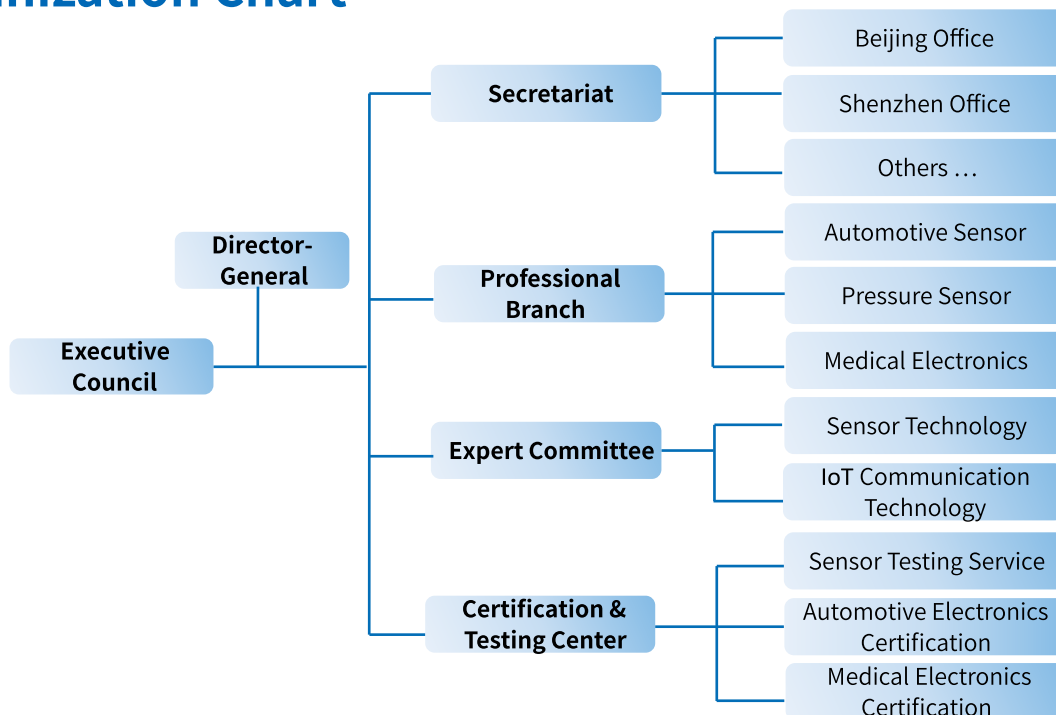 Chart
Beijing Office
Secretariat
Shenzhen Office
Others …
Director-
General
Automotive Sensor
Professional
Branch
Pressure Sensor
Executive
Council
Medical Electronics
Expert Committee
Sensor Technology
IoT Communication
Technology
Certification &
Testing Center
Sensor Testing Service
Automotive Electronics
Certification
Medical Electronics
Certification